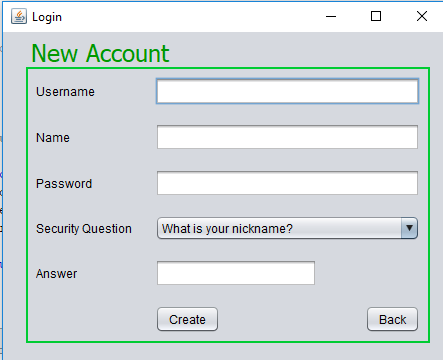 Login
New Account
Username
Name
Password
Security Question What is your nickname?
Answer
Create Back